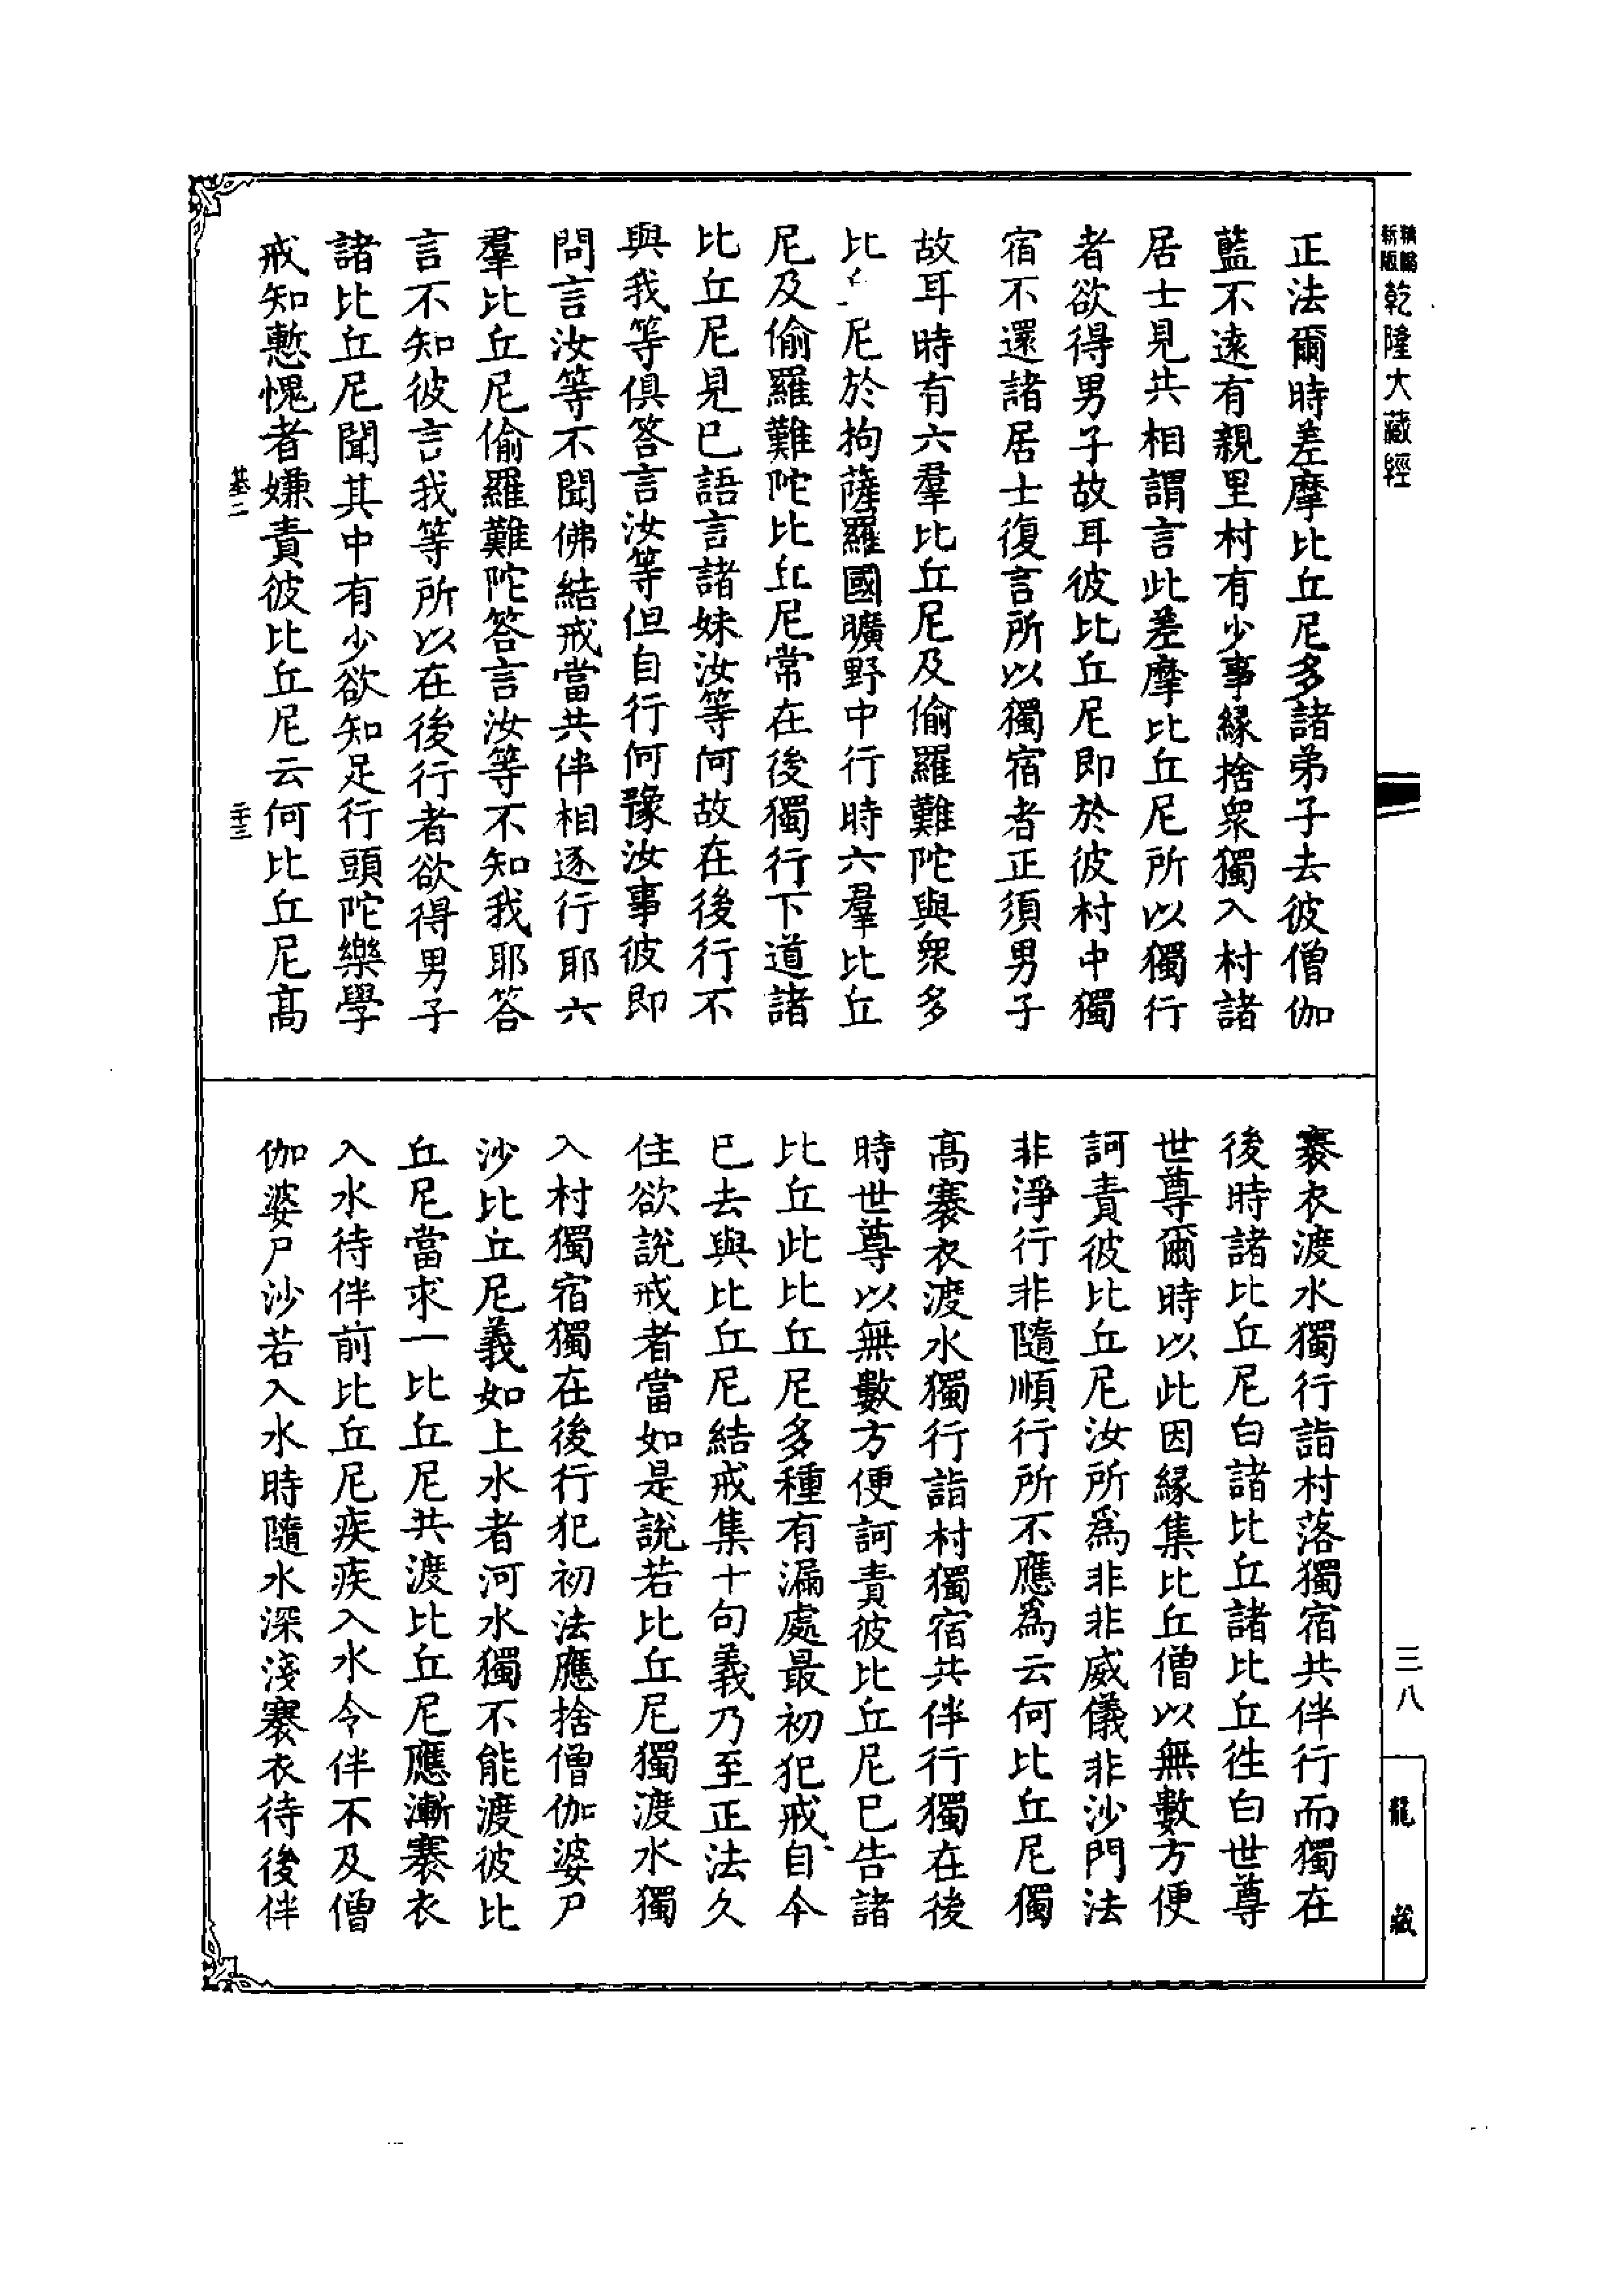 新版
精縮
乾隆大藏經
正法爾時差摩比丘尼多諸弟子去彼僧伽
藍不遠有親里村有少事緣捨衆獨入村諸
居士見共相謂言此差摩比丘尼所以獨行
者欲得男子故耳彼比丘尼即於彼村中獨
宿不還諸居士復言所以獨宿者正須男子
故耳時有六羣比丘尼及偷羅難陀與衆多
比丘尼於拘薩羅國曠野中行時六羣比丘
尼及偷羅難陀比丘尼常在後獨行下道諸
比丘尼見已語言諸妹汝等何故在後行不
與我等俱答言汝等但自行何豫汝事彼即
問言汝等不聞佛結戒當共伴相逐行耶六
羣比丘尼偷羅難陀答言汝等不知我耶答
言不知彼言我等所以在後行者欲得男子
諸比丘尼聞其中有少欲知足行頭陀樂學
戒知慙愧者嫌責彼比丘尼云何比丘尼高
基二
二十三
褰衣渡水獨行詣村落獨宿共伴行而獨在
後時諸比丘尼白諸比丘諸比丘徃白世尊
世尊爾時以此因緣集比丘僧以無數方便
訶責彼比丘尼汝所爲非非威儀非沙門法
非淨行非隨順行所不應爲云何比丘尼獨
高褰衣渡水獨行詣村獨宿共伴行獨在後
時世尊以無數方便訶責彼比丘尼已告諸
比丘此比丘尼多種有漏處最初犯戒自今
已去與比丘尼結戒集十句義乃至正法久
住欲說戒者當如是說若比丘尼獨渡水獨
入村獨宿獨在後行犯初法應捨僧伽婆尸
沙比丘尼義如上水者河水獨不能渡彼比
丘尼當求一比丘尼共渡比丘尼應漸褰衣
入水待伴前比丘尼疾疾入水令伴不及僧
伽婆尸沙若入水時隨水深淺褰衣待後伴
三八
龍藏